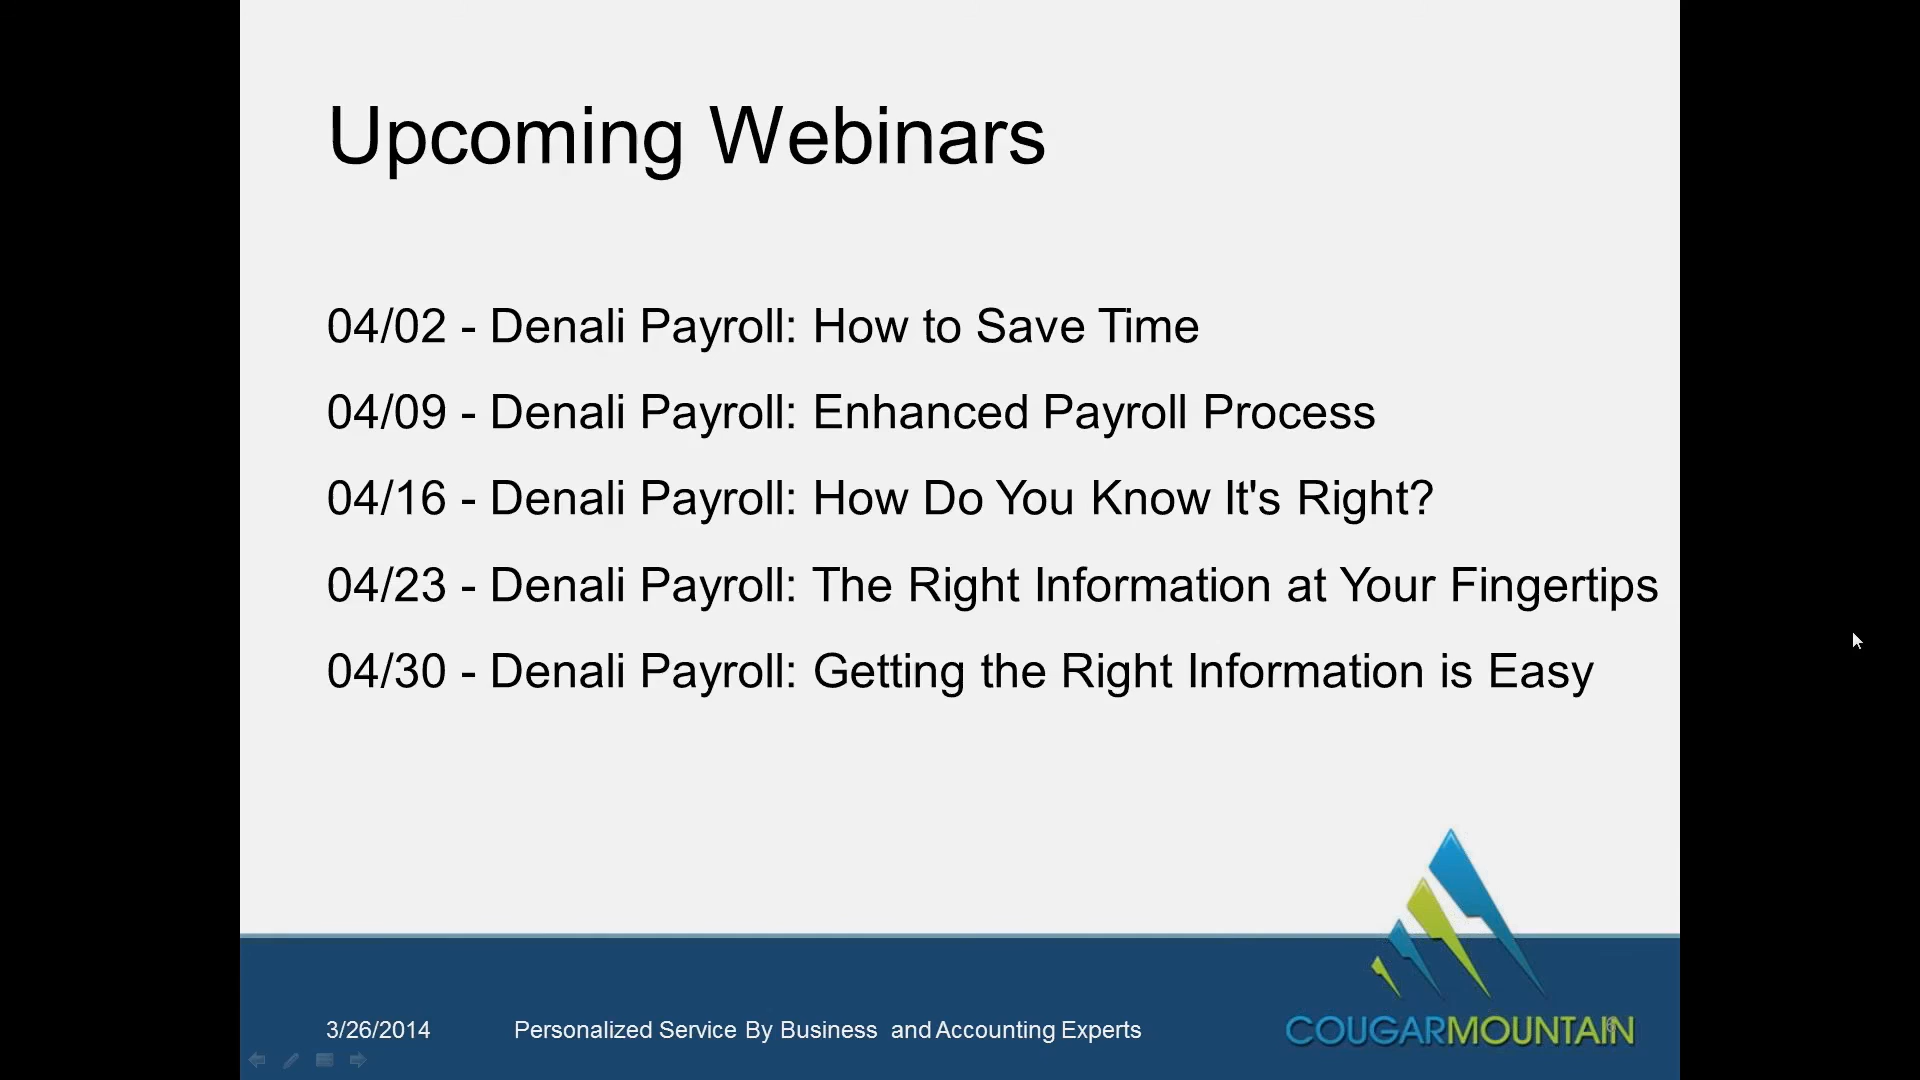 Upcoming Webinars
04/02 - Denali Payroll: How to Save Time
04/09 - Denali Payroll: Enhanced Payroll Process
04/16 - Denali Payroll: How Do You Know It's Right?
04/23 - Denali Payroll: The Right Information at Your Fingertips
04/30 - Denali Payroll: Getting the Right Information is Easy
3/26/2014 Personalized Service By Business and Accounting Experts
COUGARMOUNTAIN